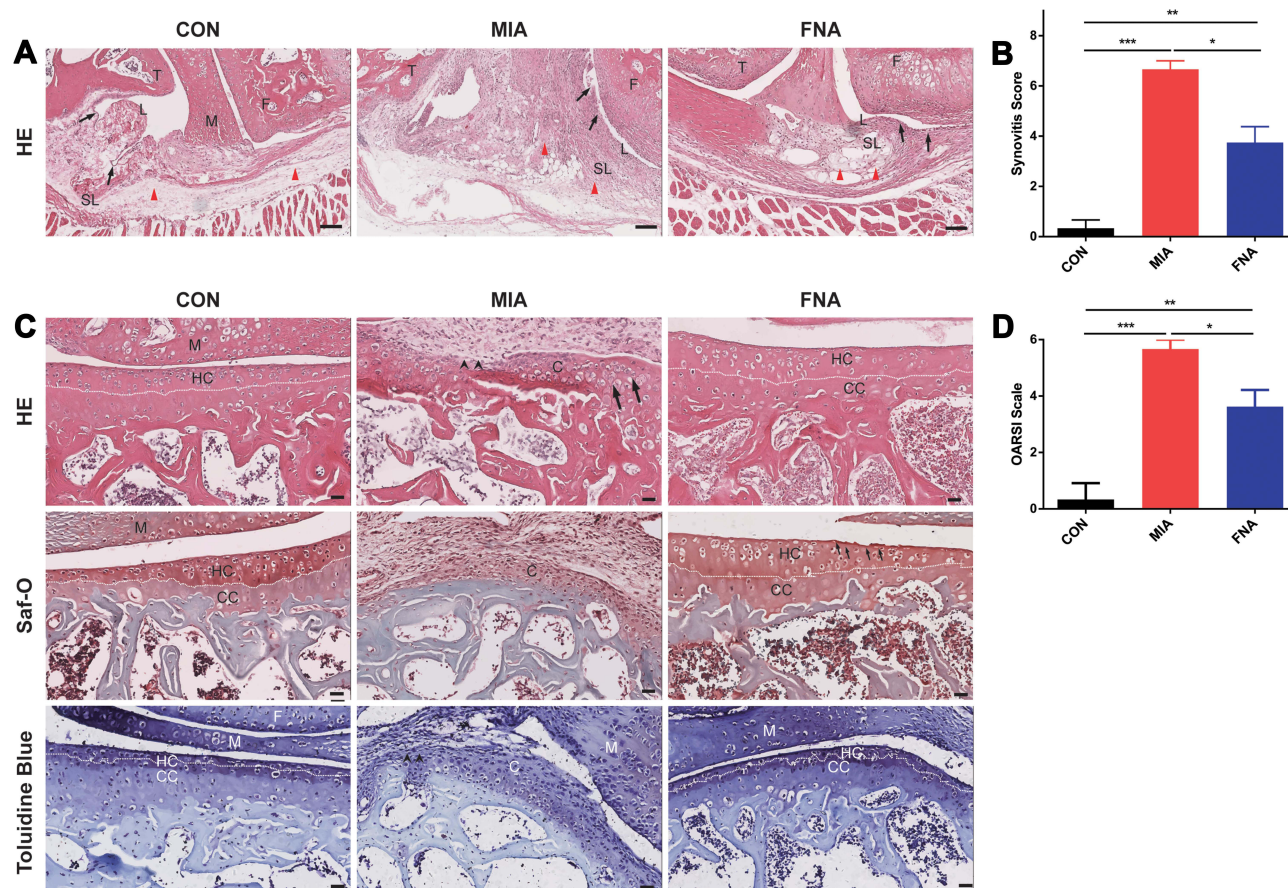 A
CON
MIA
FNA
HE
T
L
M
F
SL
T
F
L
SL
F
L
SL
B
**
***
*
Synovitis Score
8
6
4
2
0
CON
MIA
FNA
C
CON
MIA
FNA
HE
M
HC
C
HC
CC
Saf-O
M
HC
CC
C
HC
CC
Toluidine Blue
F
M
HC
CC
M
C
M
HC
CC
D
**
***
*
OARSI Scale
6
4
2
0
CON
MIA
FNA